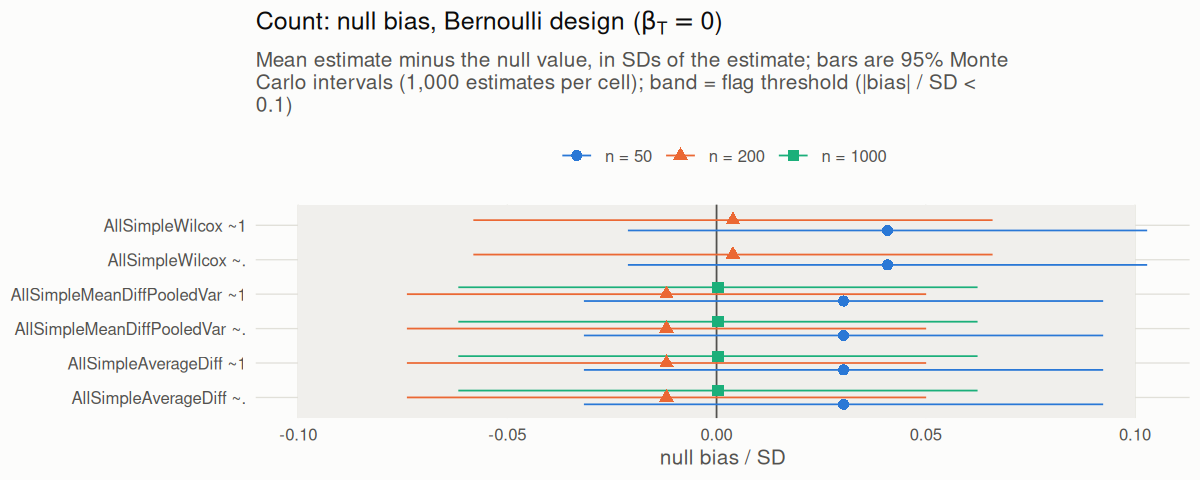 Count: null bias, Bernoulli design (βT = 0)
Mean estimate minus the null value, in SDs of the estimate; bars are 95% Monte
Carlo intervals (1,000 estimates per cell); band = flag threshold (|bias| / SD <
0.1)
n = 50 n = 200 n = 1000
AllSimpleWilcox ~1
AllSimpleWilcox ~.
AllSimpleMeanDiffPooledVar ~1
AllSimpleMeanDiffPooledVar ~.
AllSimpleAverageDiff ~1
AllSimpleAverageDiff ~.
-0.10 -0.05 0.00 0.05 0.10
null bias / SD